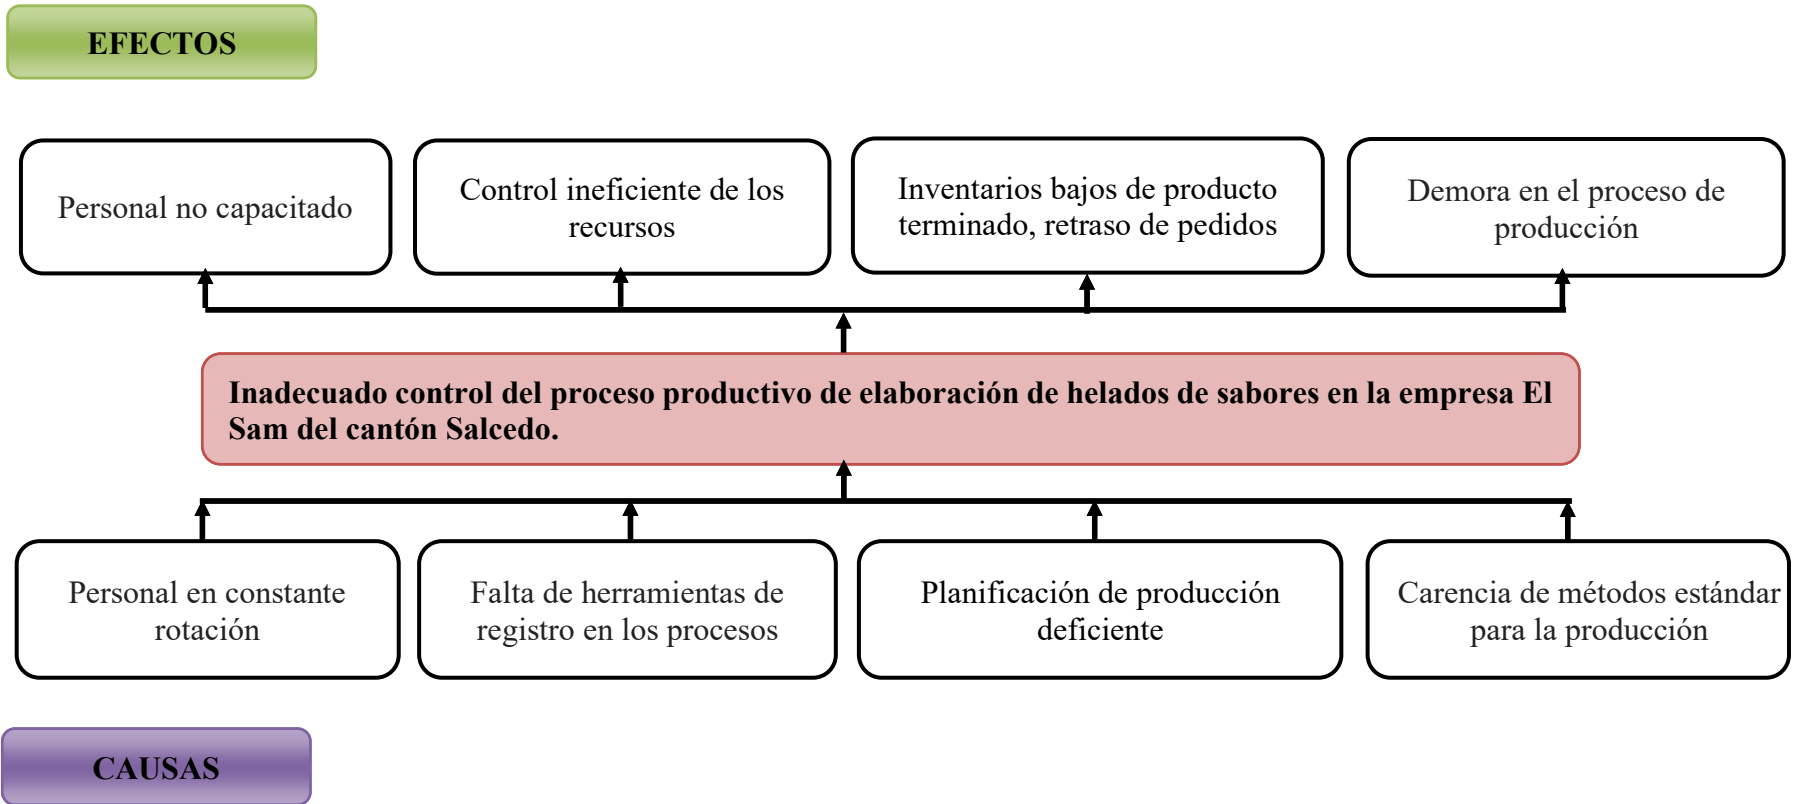 EFECTOS
Personal no capacitado
Control ineficiente de los
recursos
Inventarios bajos de producto
terminado, retraso de pedidos
Demora en el proceso de
producción
Inadecuado control del proceso productivo de elaboración de helados de sabores en la empresa El
Sam del cantón Salcedo.
Personal en constante
rotación
Falta de herramientas de
registro en los procesos
Planificación de producción
deficiente
Carencia de métodos estándar
para la producción
CAUSAS